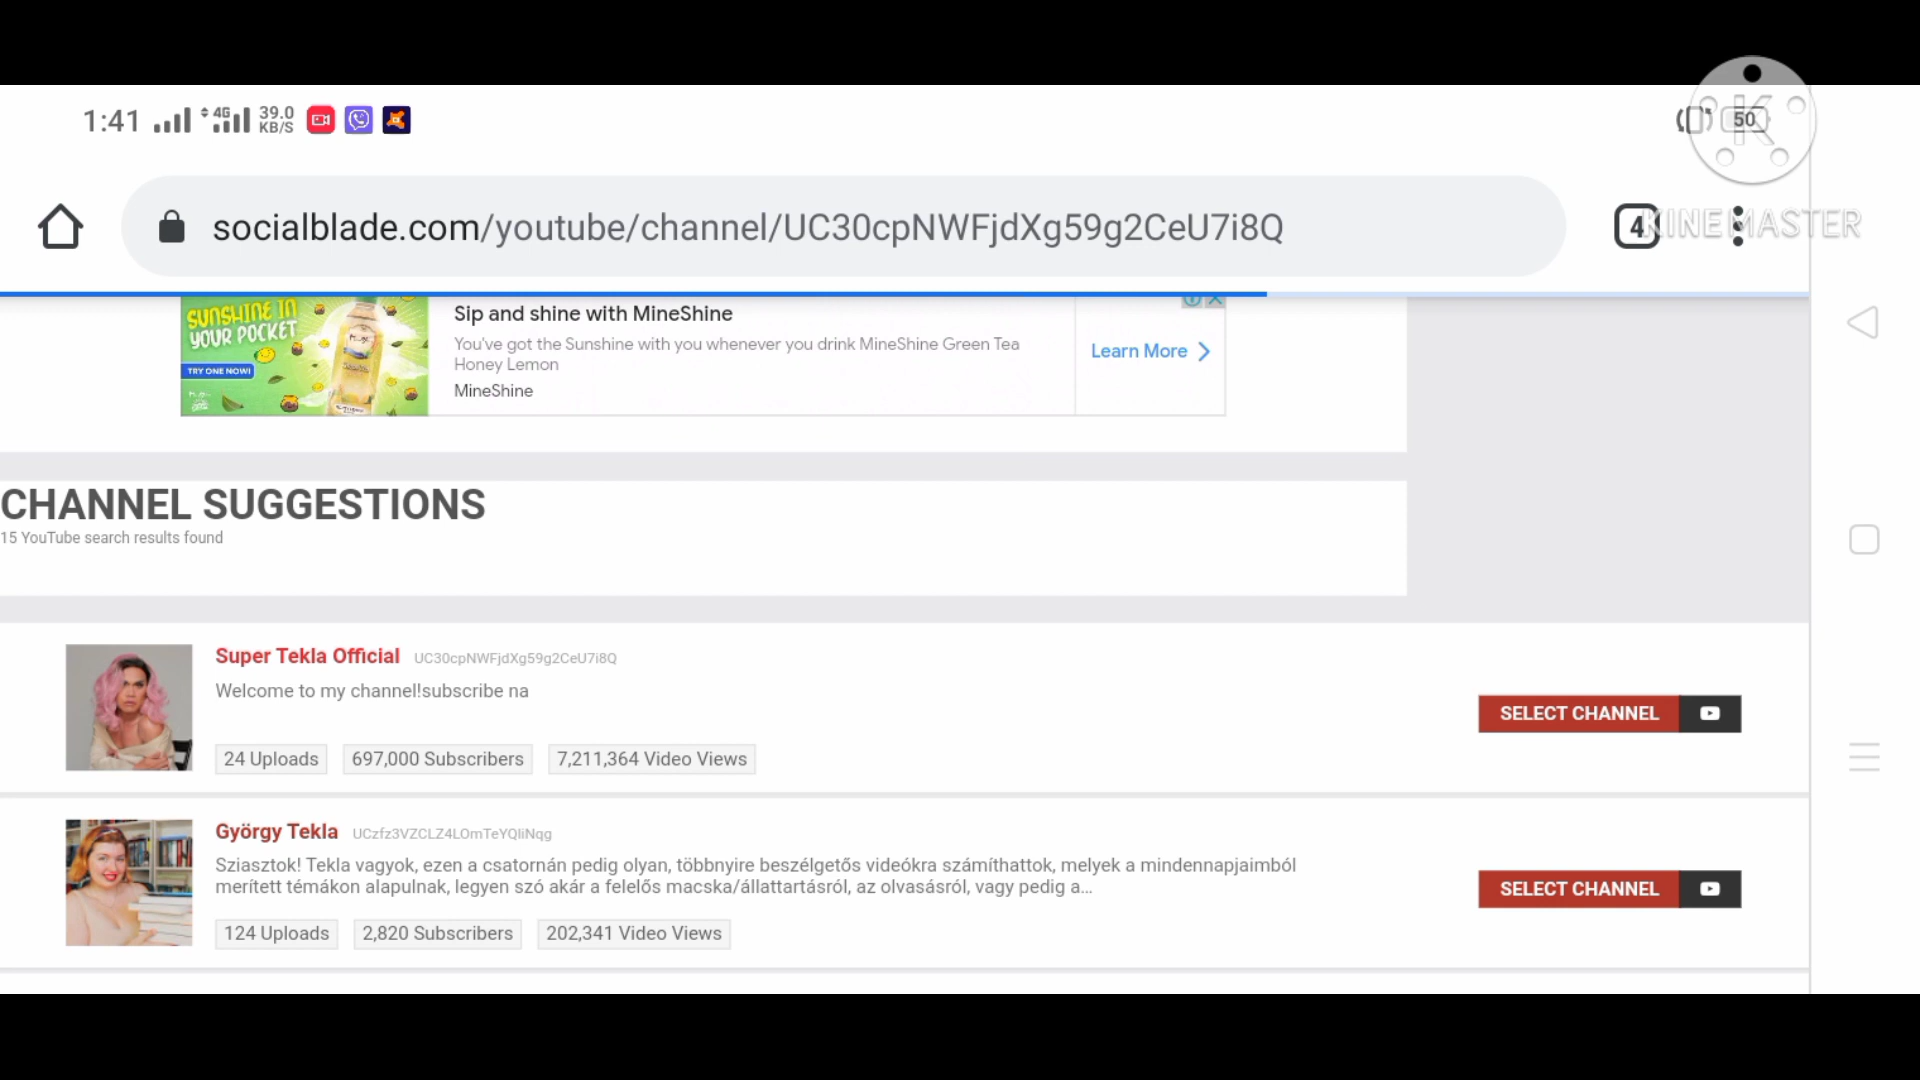 1:41 4G 39.0 KB/S 50
socialblade.com/youtube/channel/UC30cpNWFjdXg59g2CeU7i8Q 4
KINEMASTER
SUNSHINE IN
YOUR POCKET
TRY ONE NOW!
Sip and shine with MineShine
You've got the Sunshine with you whenever you drink MineShine Green Tea
Honey Lemon
MineShine
Learn More
CHANNEL SUGGESTIONS
15 YouTube search results found
Super Tekla Official UC30cpNWFjdXg59g2CeU7i8Q
Welcome to my channel!subscribe na
24 Uploads 697,000 Subscribers 7,211,364 Video Views
SELECT CHANNEL
György Tekla UCzfz3VZCLZ4LOmTeYQliNqg
Sziasztok! Tekla vagyok, ezen a csatornán pedig olyan, többnyire beszélgetős videókra számíthattok, melyek a mindennapjaimból
merített témákon alapulnak, legyen szó akár a felelős macska/állattartásról, az olvasásról, vagy pedig a...
124 Uploads 2,820 Subscribers 202,341 Video Views
SELECT CHANNEL